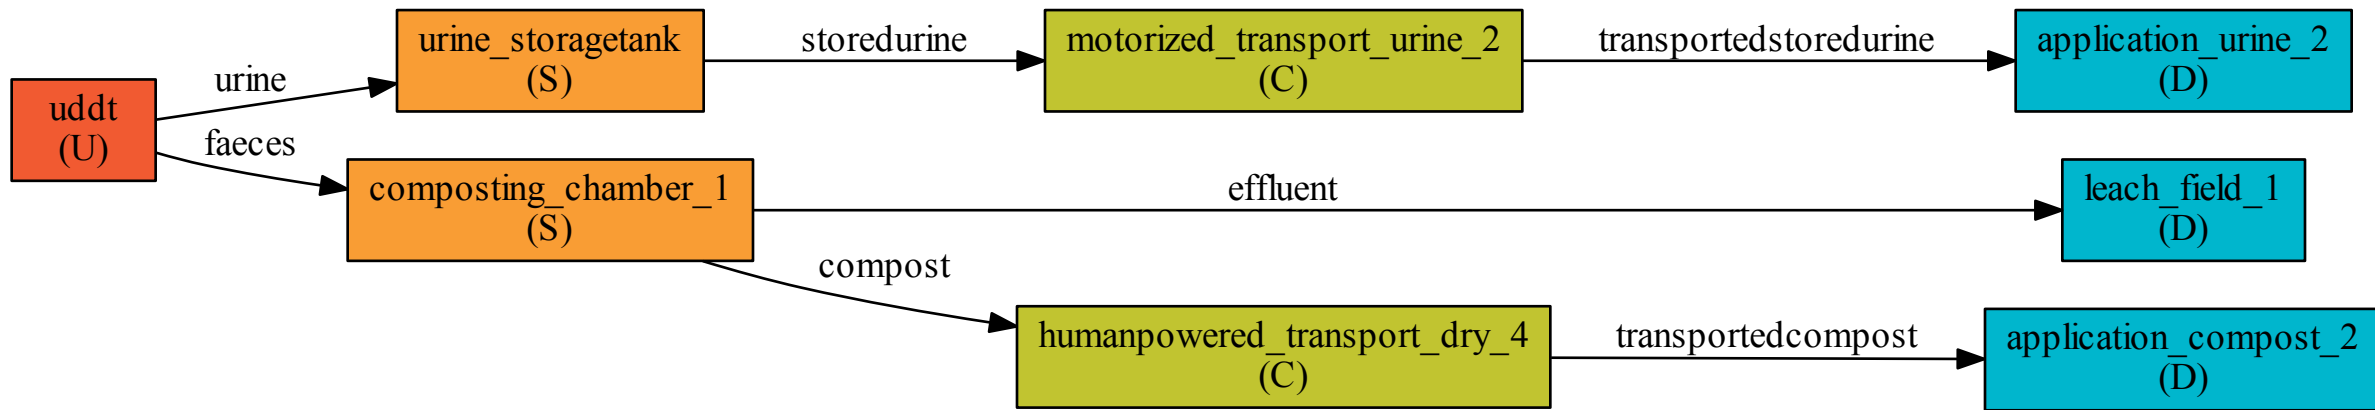 uddt
(U)
urine
faeces
urine_storagetank
(S)
storedurine
motorized_transport_urine_2
(C)
transportedstoredurine
application_urine_2
(D)
composting_chamber_1
(S)
effluent
leach_field_1
(D)
compost
humanpowered_transport_dry_4
(C)
transportedcompost
application_compost_2
(D)